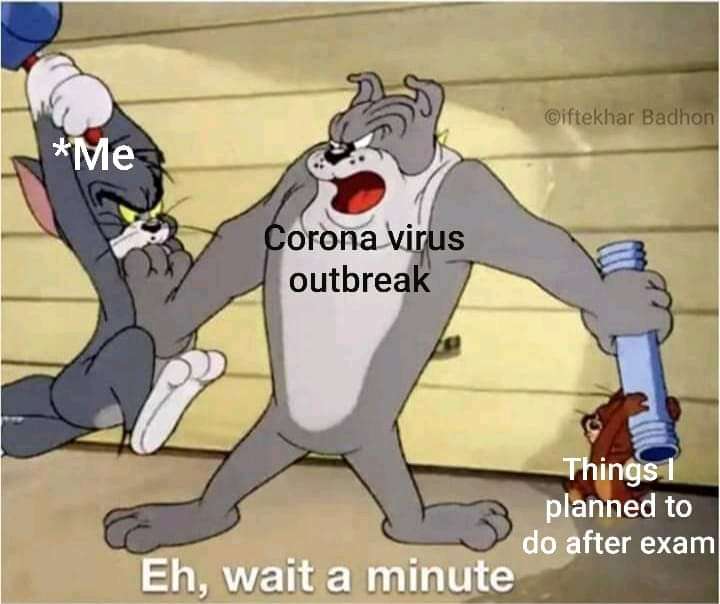 ©iftekhar Badhon
*Me
Corona virus
outbreak
Things I
planned to
do after exam
Eh, wait a minute